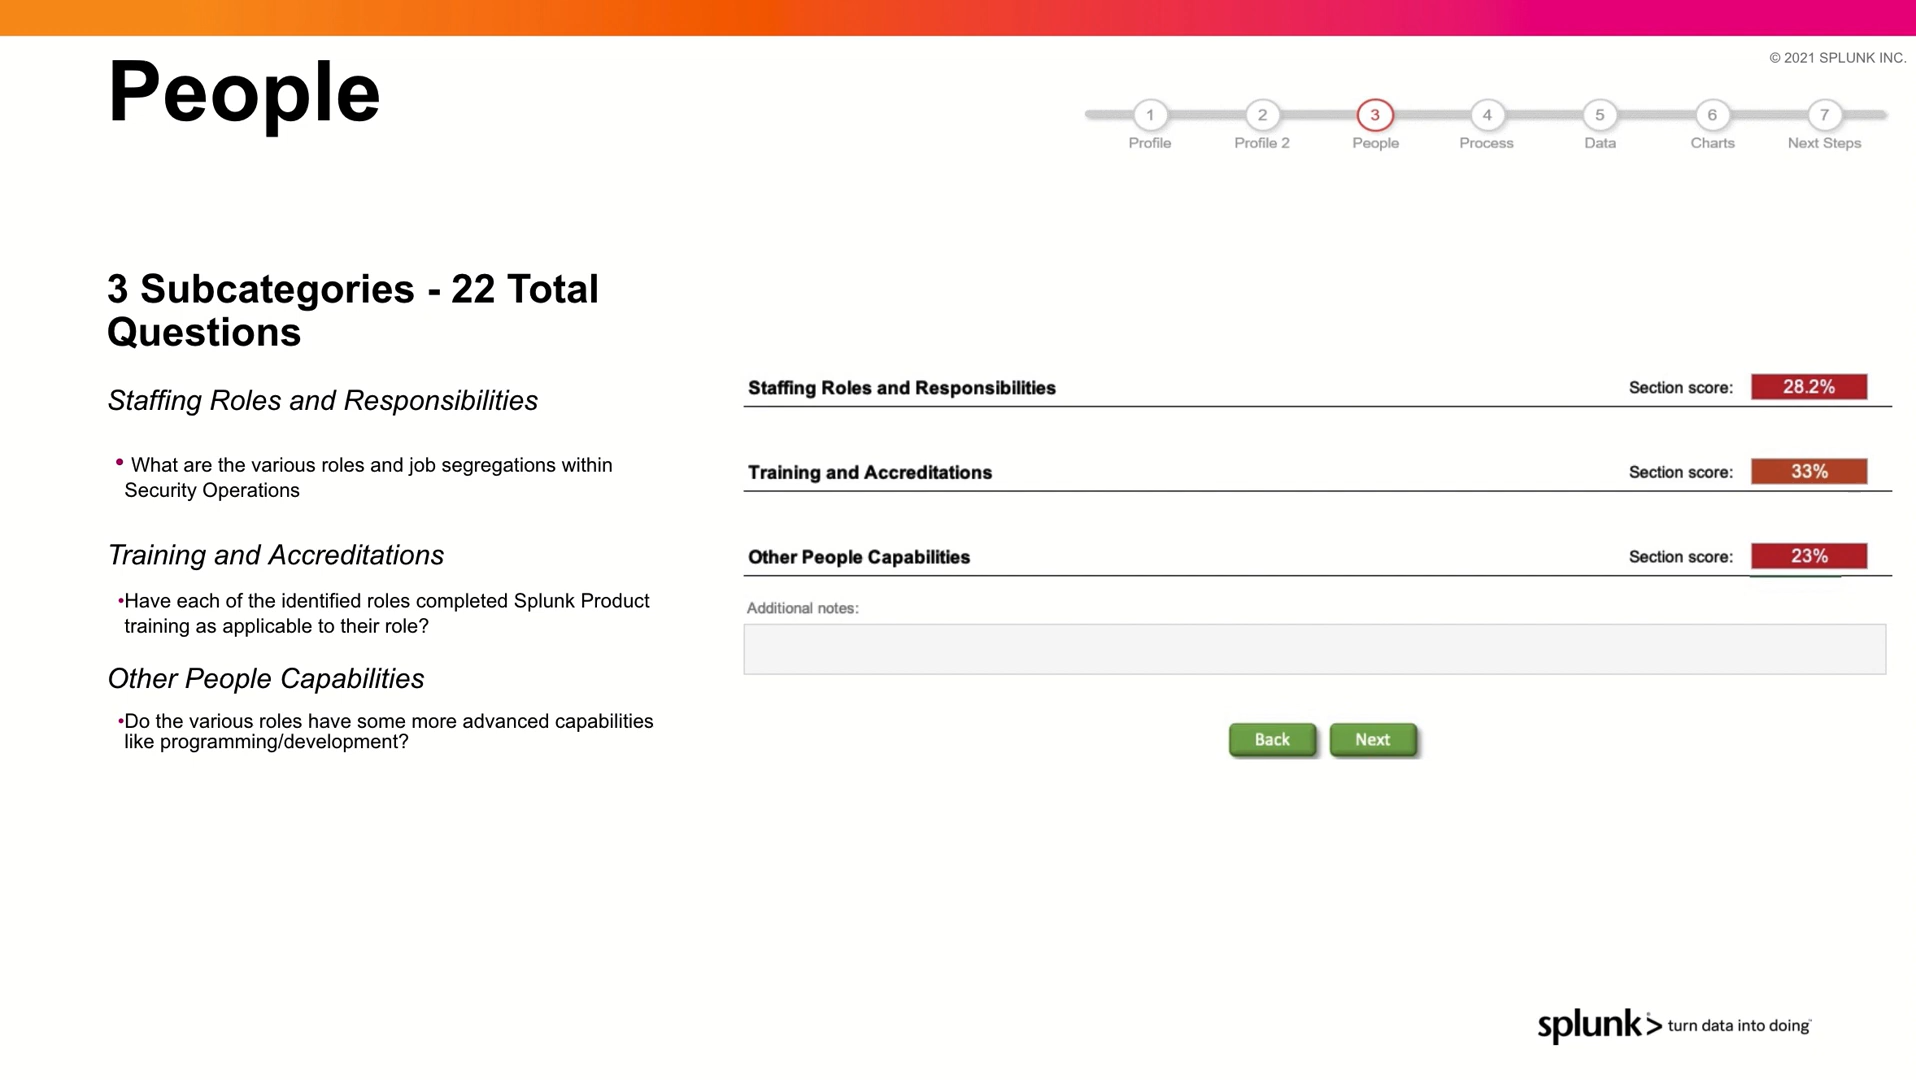 © 2021 SPLUNK INC.
People
1 2 3 4 5 6 7
Profile Profile 2 People Process Data Charts Next Steps
3 Subcategories - 22 Total
Questions
Staffing Roles and Responsibilities
• What are the various roles and job segregations within
Security Operations
Training and Accreditations
•Have each of the identified roles completed Splunk Product
training as applicable to their role?
Other People Capabilities
•Do the various roles have some more advanced capabilities
like programming/development?
Staffing Roles and Responsibilities Section score: 28.2%
Training and Accreditations Section score: 33%
Other People Capabilities Section score: 23%
Additional notes:
Back Next
splunk> turn data into doing™